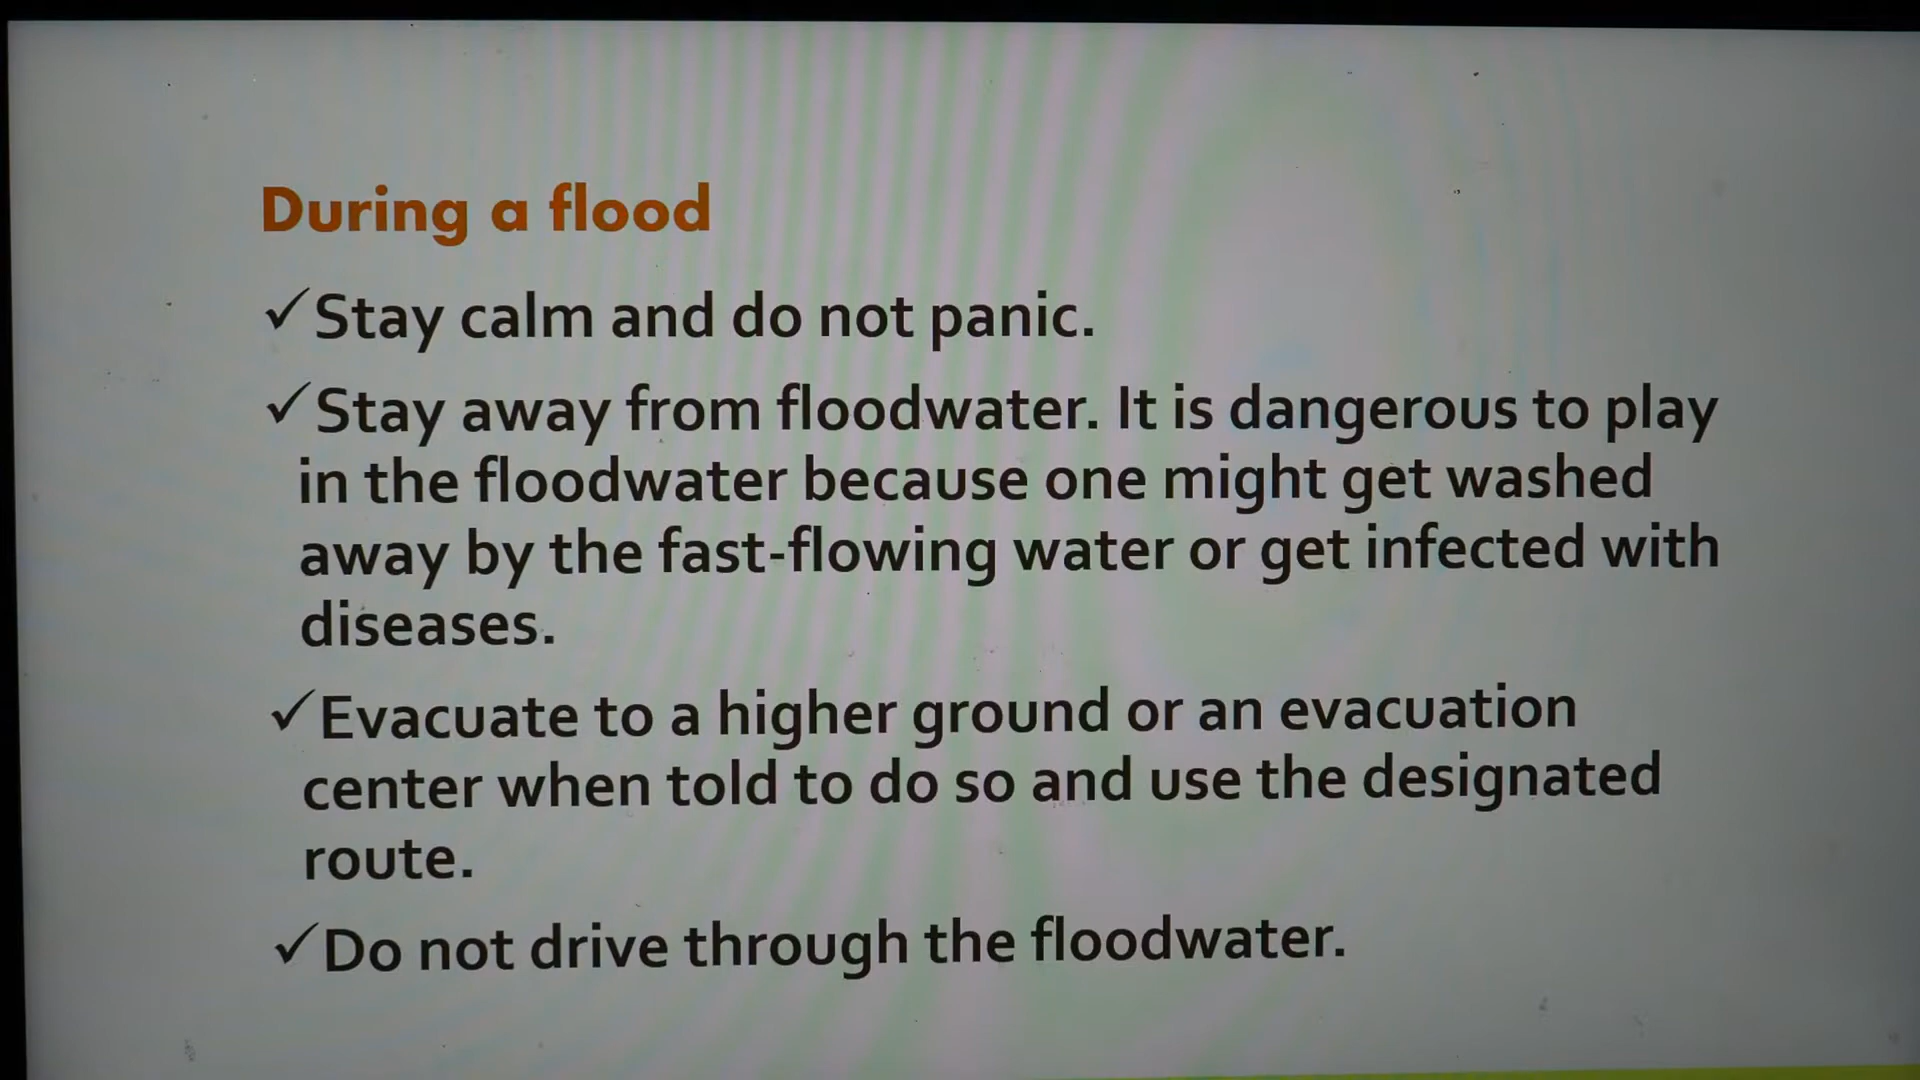 During a flood
✓Stay calm and do not panic.
✓Stay away from floodwater. It is dangerous to play
in the floodwater because one might get washed
away by the fast-flowing water or get infected with
diseases.
✓Evacuate to a higher ground or an evacuation
center when told to do so and use the designated
route.
✓Do not drive through the floodwater.